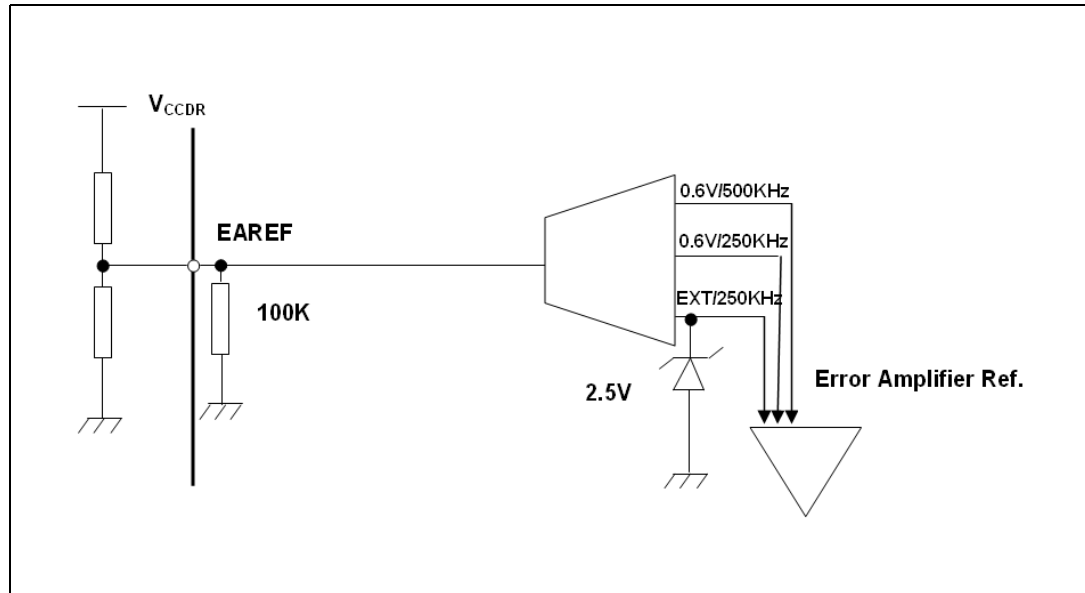 VCCDR
EAREF
100K
0.6V/500KHz
0.6V/250KHz
EXT/250KHz
2.5V
Error Amplifier Ref.